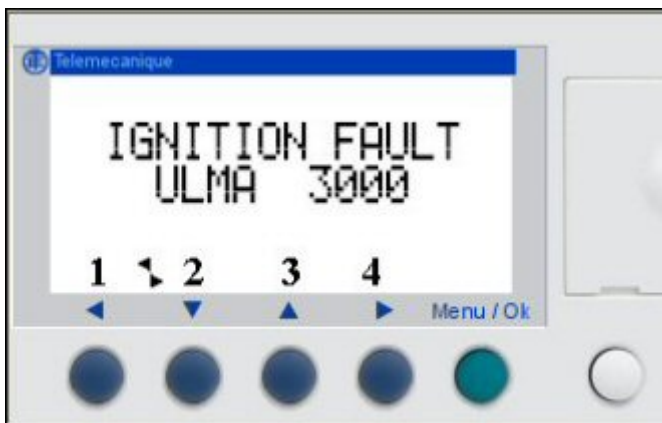 Telemecanique
IGNITION FAULT
ULMA 3000
1 2 3 4
Menu / Ok